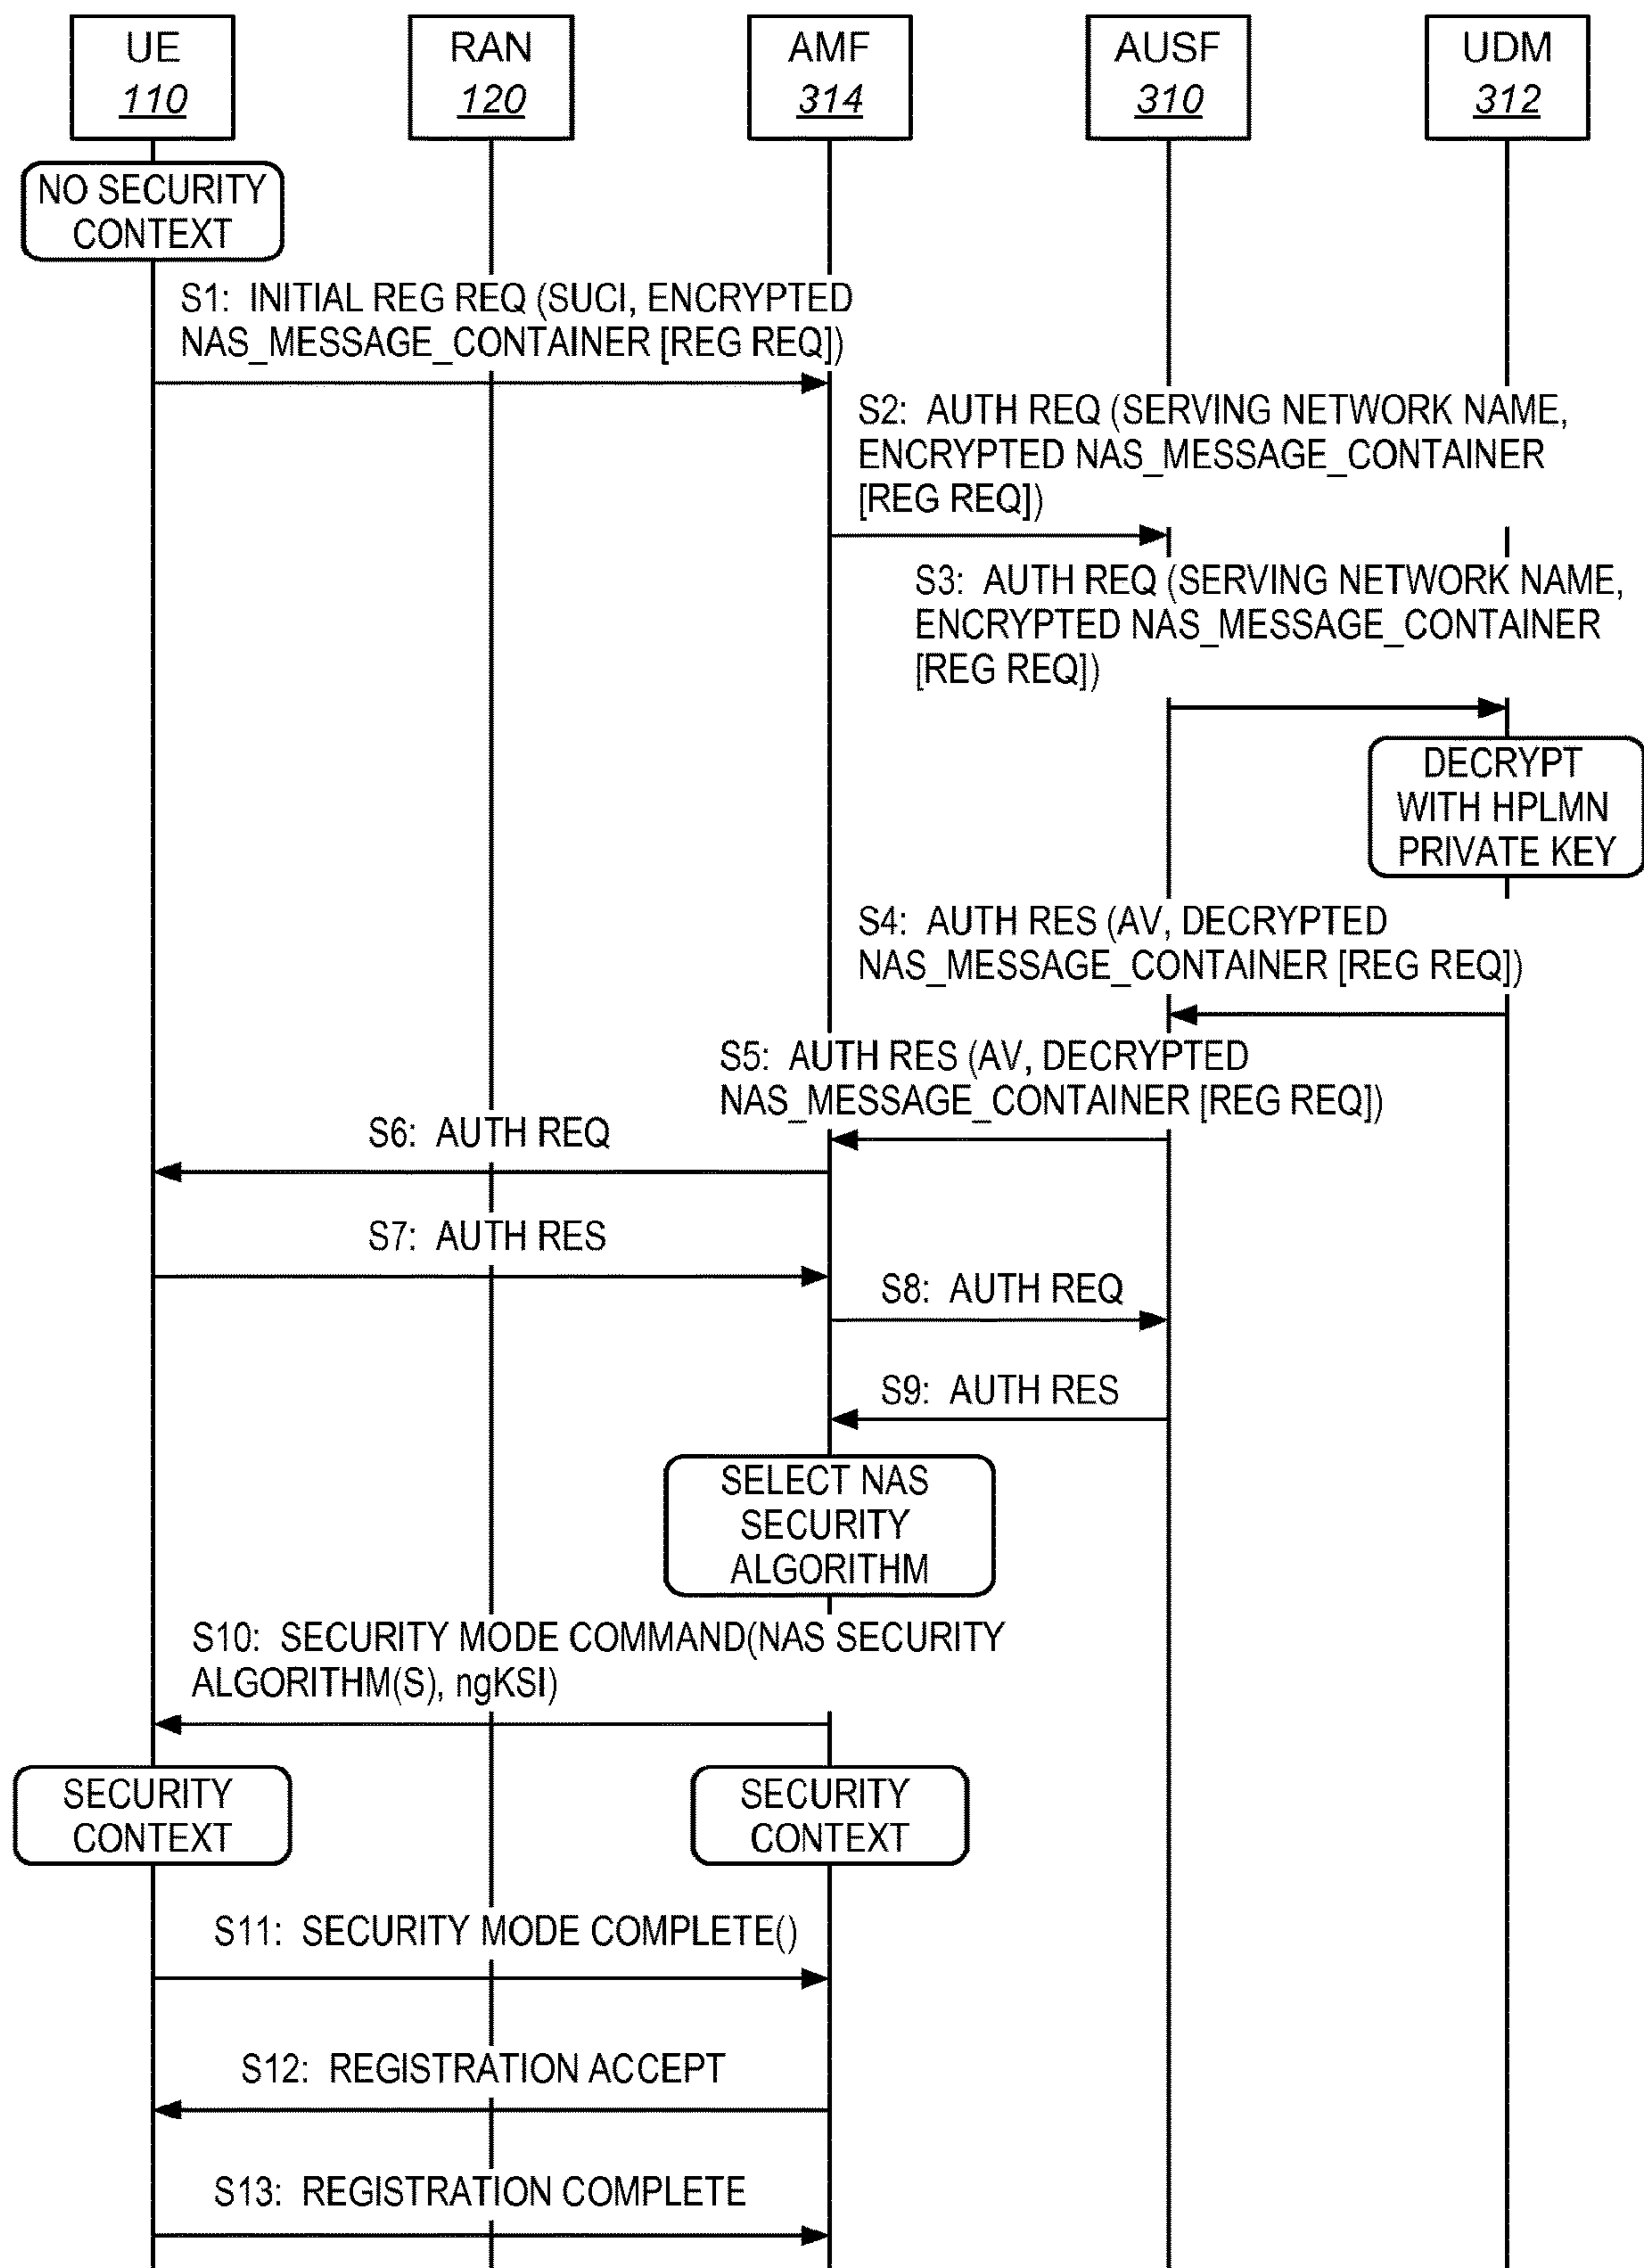 UE
110
RAN
120
AMF
314
AUSF
310
UDM
312
NO SECURITY
CONTEXT
S1: INITIAL REG REQ (SUCI, ENCRYPTED
NAS_MESSAGE_CONTAINER [REG REQ])
S2: AUTH REQ (SERVING NETWORK NAME,
ENCRYPTED NAS_MESSAGE_CONTAINER
[REG REQ])
S3: AUTH REQ (SERVING NETWORK NAME,
ENCRYPTED NAS_MESSAGE_CONTAINER
[REG REQ])
DECRYPT
WITH HPLMN
PRIVATE KEY
S4: AUTH RES (AV, DECRYPTED
NAS_MESSAGE_CONTAINER [REG REQ])
S5: AUTH RES (AV, DECRYPTED
NAS_MESSAGE_CONTAINER [REG REQ])
S6: AUTH REQ
S7: AUTH RES
S8: AUTH REQ
S9: AUTH RES
SELECT NAS
SECURITY
ALGORITHM
S10: SECURITY MODE COMMAND(NAS SECURITY
ALGORITHM(S), ngKSI)
SECURITY
CONTEXT
SECURITY
CONTEXT
S11: SECURITY MODE COMPLETE()
S12: REGISTRATION ACCEPT
S13: REGISTRATION COMPLETE